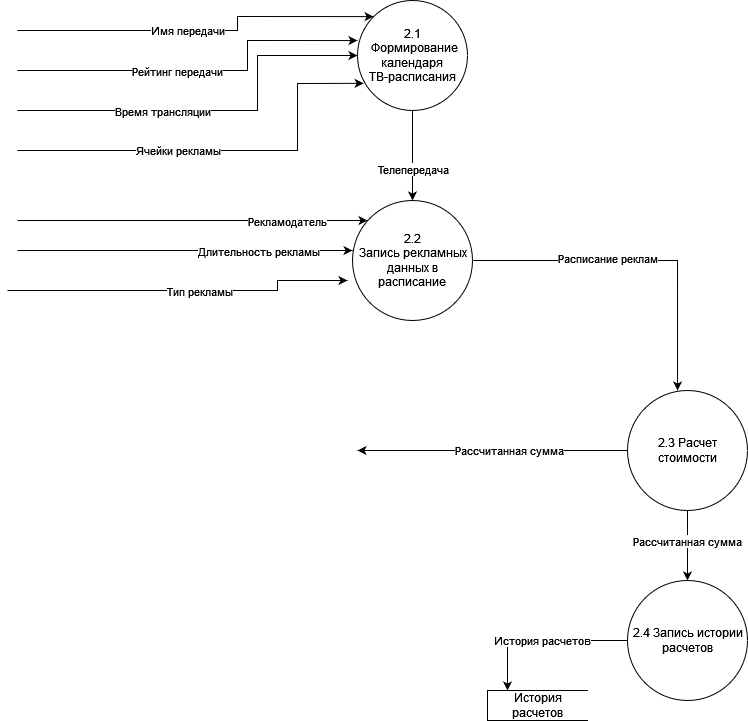 Имя передачи
2.1
Формирование
календаря
ТВ-расписания
Рейтинг передачи
Время трансляции
Ячейки рекламы
Телепередача
Рекламодатель
Длительность рекламы
Тип рекламы
2.2
Запись рекламных
данных в
расписание
Расписание реклам
2.3 Расчет
стоимости
Рассчитанная сумма
Рассчитанная сумма
2.4 Запись истории
расчетов
История расчетов
История
расчетов